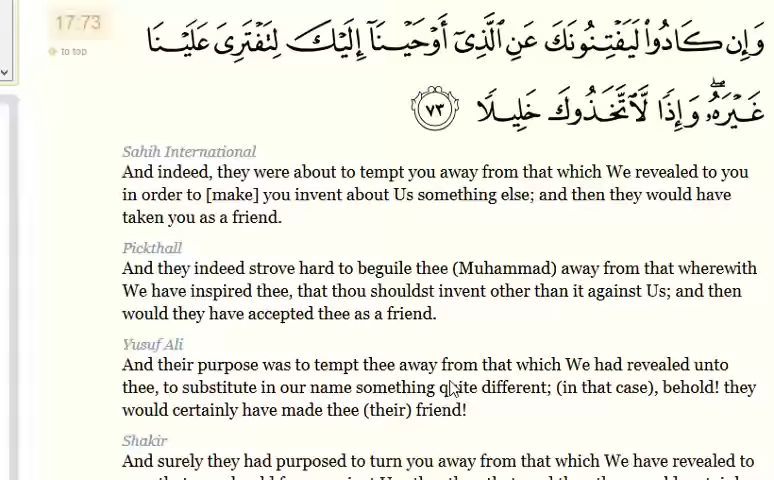 17:73
to top
وَإِن كَادُوا۟ لَيَفْتِنُونَكَ عَنِ ٱلَّذِىٓ أَوْحَيْنَآ إِلَيْكَ لِتَفْتَرِىَ عَلَيْنَا
غَيْرَهُۥ ۖ وَإِذًا لَّٱتَّخَذُوكَ خَلِيلًا ٧٣
Sahih International
And indeed, they were about to tempt you away from that which We revealed to you
in order to [make] you invent about Us something else; and then they would have
taken you as a friend.
Pickthall
And they indeed strove hard to beguile thee (Muhammad) away from that wherewith
We have inspired thee, that thou shouldst invent other than it against Us; and then
would they have accepted thee as a friend.
Yusuf Ali
And their purpose was to tempt thee away from that which We had revealed unto
thee, to substitute in our name something quite different; (in that case), behold! they
would certainly have made thee (their) friend!
Shakir
And surely they had purposed to turn you away from that which We have revealed to